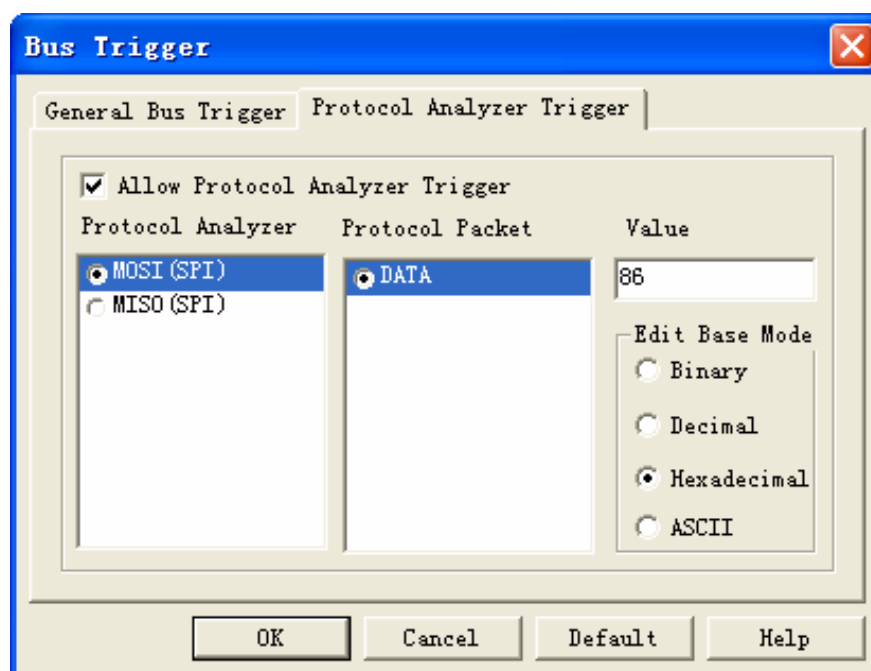 Bus Trigger
General Bus Trigger
Protocol Analyzer Trigger
Allow Protocol Analyzer Trigger
Protocol Analyzer
Protocol Packet
Value
MOSI(SPI)
MISO(SPI)
DATA
86
Edit Base Mode
Binary
Decimal
Hexadecimal
ASCII
OK
Cancel
Default
Help